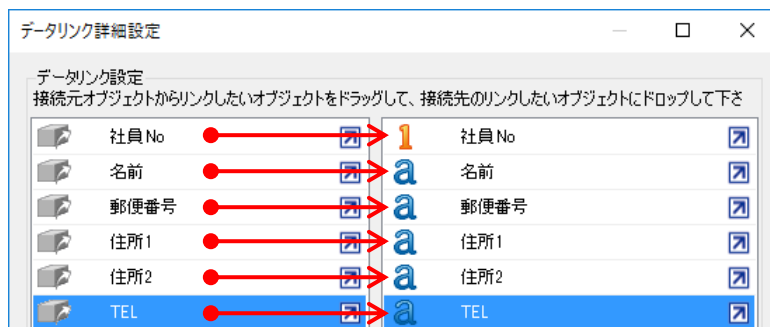 データリンク詳細設定
データリンク設定
接続元オブジェクトからリンクしたいオブジェクトをドラッグして、接続先のリンクしたいオブジェクトにドロップして下さ
社員No 1 社員No
名前 a 名前
郵便番号 a 郵便番号
住所1 a 住所1
住所2 a 住所2
TEL a TEL